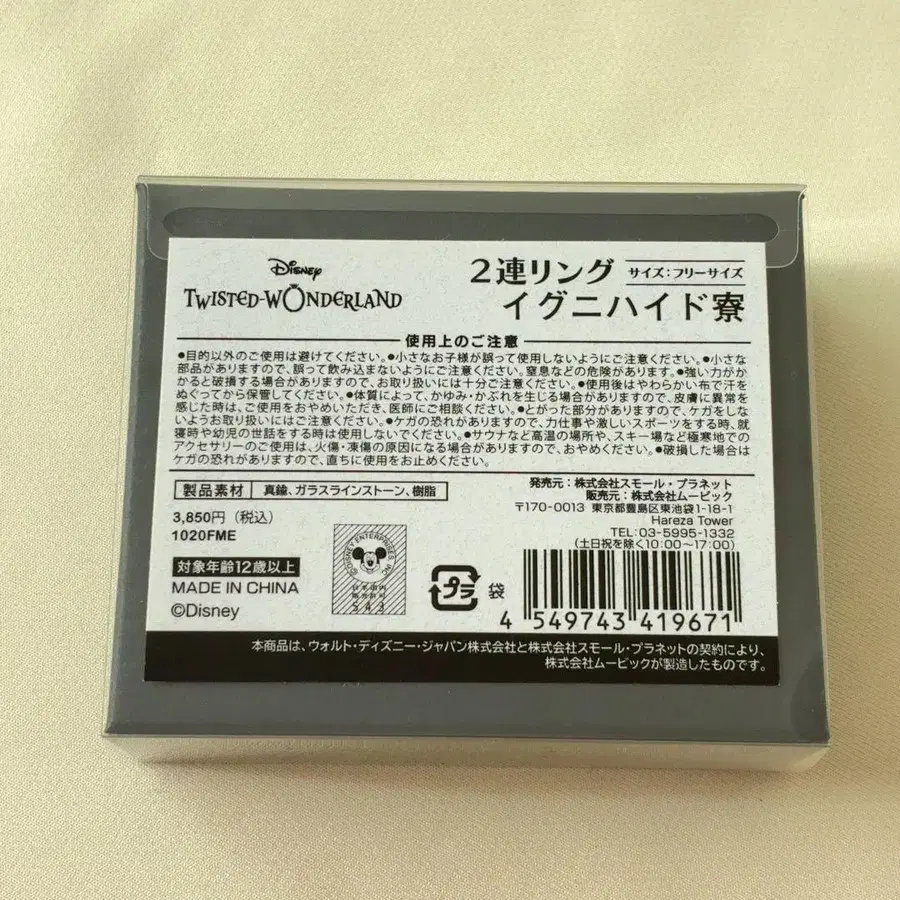 Disney
TWISTED-WONDERLAND
2連リング サイズ：フリーサイズ
イグニハイド寮
使用上のご注意
●目的以外のご使用は避けてください。●小さなお子様が誤って使用しないようにご注意ください。●小さな
部品がありますので、誤って飲み込まないようにご注意ください。窒息などの危険があります。●強い力がか
かると破損する場合がありますので、お取り扱いには十分ご注意ください。●使用後はやわらかい布で汗を
ぬぐってから保管してください。●体質によって、かゆみ・かぶれを生じる場合がありますので、皮膚に異常を
感じた時は、ご使用をおやめいただき、医師にご相談ください。●とがった部分がありますので、ケガをしな
いようお取り扱いにはご注意ください。●ケガの恐れがありますので、力仕事や激しいスポーツをする時、就
寝時や幼児の世話をする時は使用しないでください。●サウナなど高温の場所や、スキー場など極寒地での
アクセサリーのご使用は、火傷・凍傷の原因になる場合がありますので、おやめください。●破損した場合は
ケガの恐れがありますので、直ちに使用をお止めください。
製品素材 真鍮、ガラスラインストーン、樹脂
3,850円（税込）
1020FME
対象年齢12歳以上
MADE IN CHINA
©Disney
©DISNEY ENTERPRISES INC.
日本国内
販売許可
543
発売元：株式会社スモール・プラネット
販売元：株式会社ムービック
〒170-0013 東京都豊島区東池袋1-18-1
Hareza Tower
TEL:03-5995-1332
（土日祝を除く10:00〜17:00）
プラ 袋
4 549743 419671
本商品は、ウォルト・ディズニー・ジャパン株式会社と株式会社スモール・プラネットの契約により、
株式会社ムービックが製造したものです。